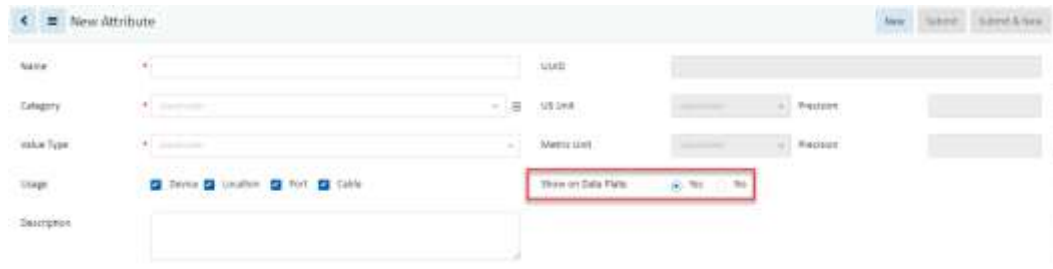 New Attribute
New Submit Submit & New
Name *
UUID
Category *
US Unit
Precision
Value Type *
Metric Unit
Precision
Usage
Device Location Port Cable
Show on Data Plate Yes No
Description